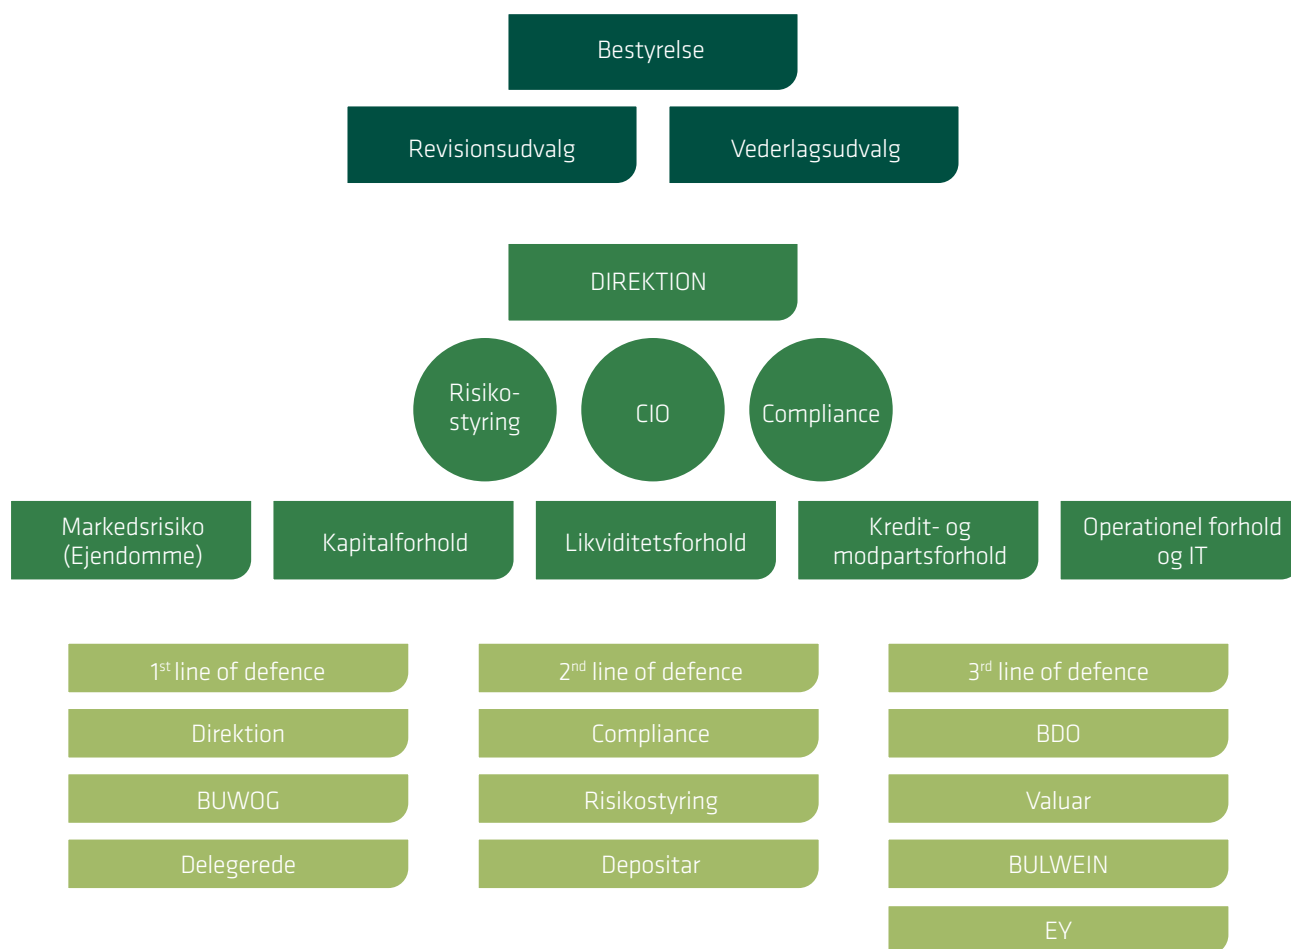 Bestyrelse
Revisionsudvalg
Vederlagsudvalg
DIREKTION
Risiko-
styring
CIO
Compliance
Markedsrisiko
(Ejendomme)
Kapitalforhold
Likviditetsforhold
Kredit- og
modpartsforhold
Operationel forhold
og IT
1st line of defence
Direktion
BUWOG
Delegerede
2nd line of defence
Compliance
Risikostyring
Depositar
3rd line of defence
BDO
Valuar
BULWEIN
EY